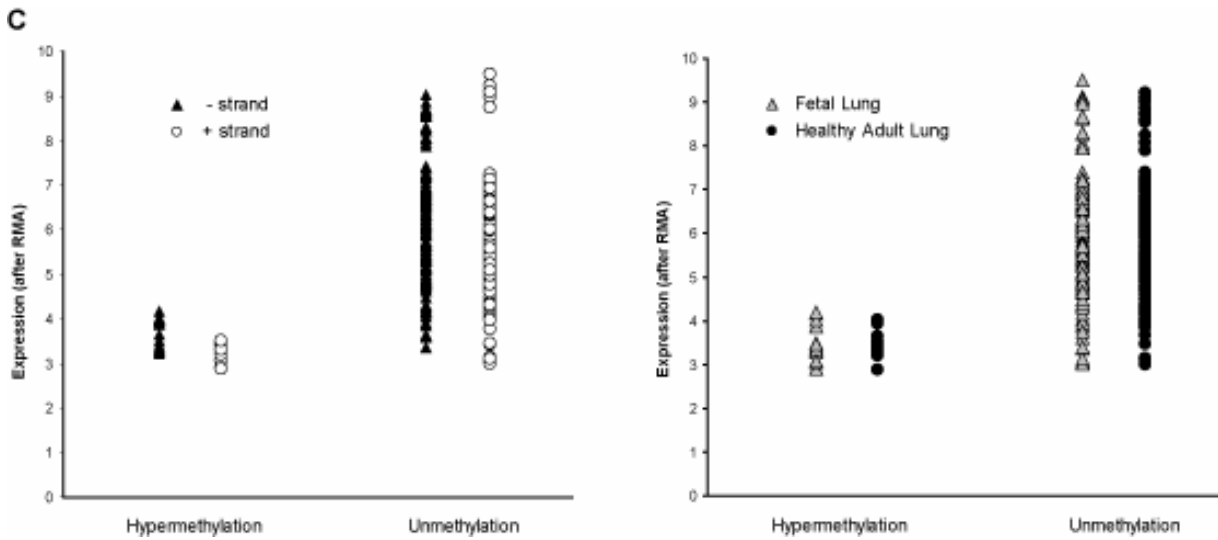 C
Expression (after RMA)
10
9
8
7
6
5
4
3
2
1
0
- strand
+ strand
Hypermethylation
Unmethylation
Expression (after RMA)
10
9
8
7
6
5
4
3
2
1
0
Fetal Lung
Healthy Adult Lung
Hypermethylation
Unmethylation